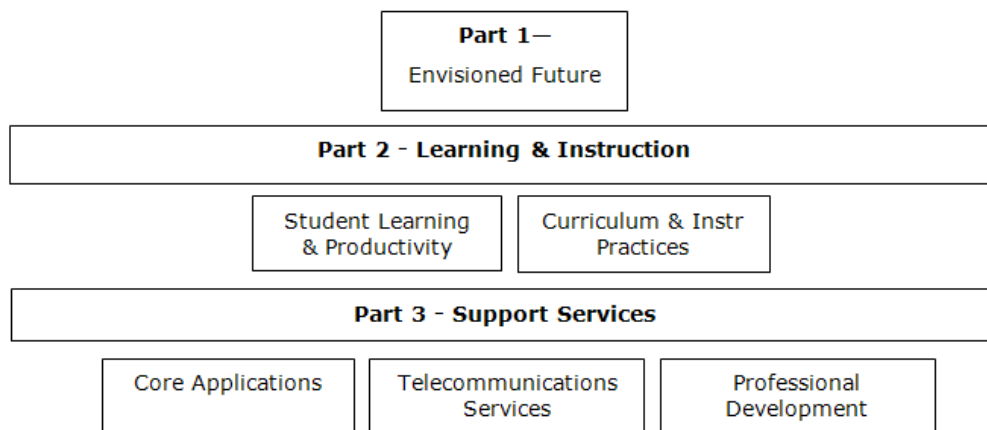 Part 1—
Envisioned Future
Part 2 - Learning & Instruction
Student Learning
& Productivity
Curriculum & Instr
Practices
Part 3 - Support Services
Core Applications
Telecommunications
Services
Professional
Development